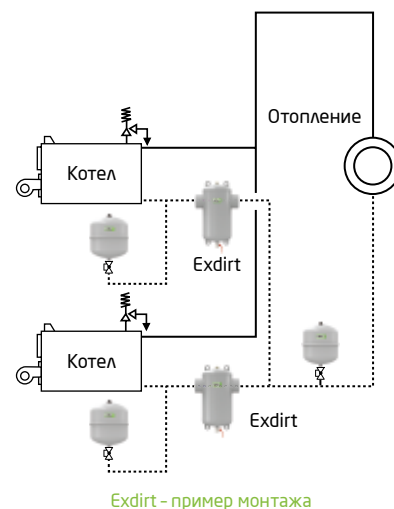 Отопление
Котел
Exdirt
Котел
Exdirt
Exdirt – пример монтажа